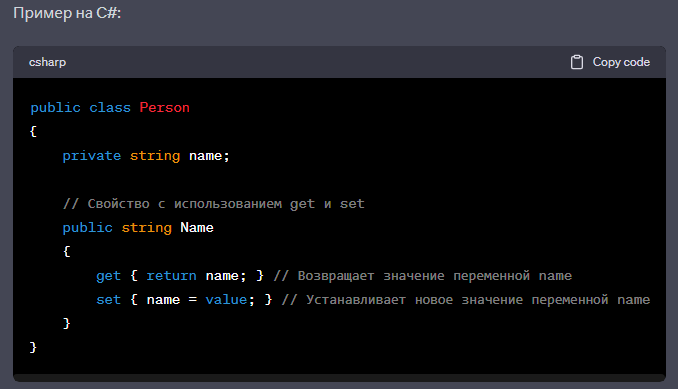 Пример на C#:
csharp
Copy code
public class Person
{
    private string name;

    // Свойство с использованием get и set
    public string Name
    {
        get { return name; } // Возвращает значение переменной name
        set { name = value; } // Устанавливает новое значение переменной name
    }
}